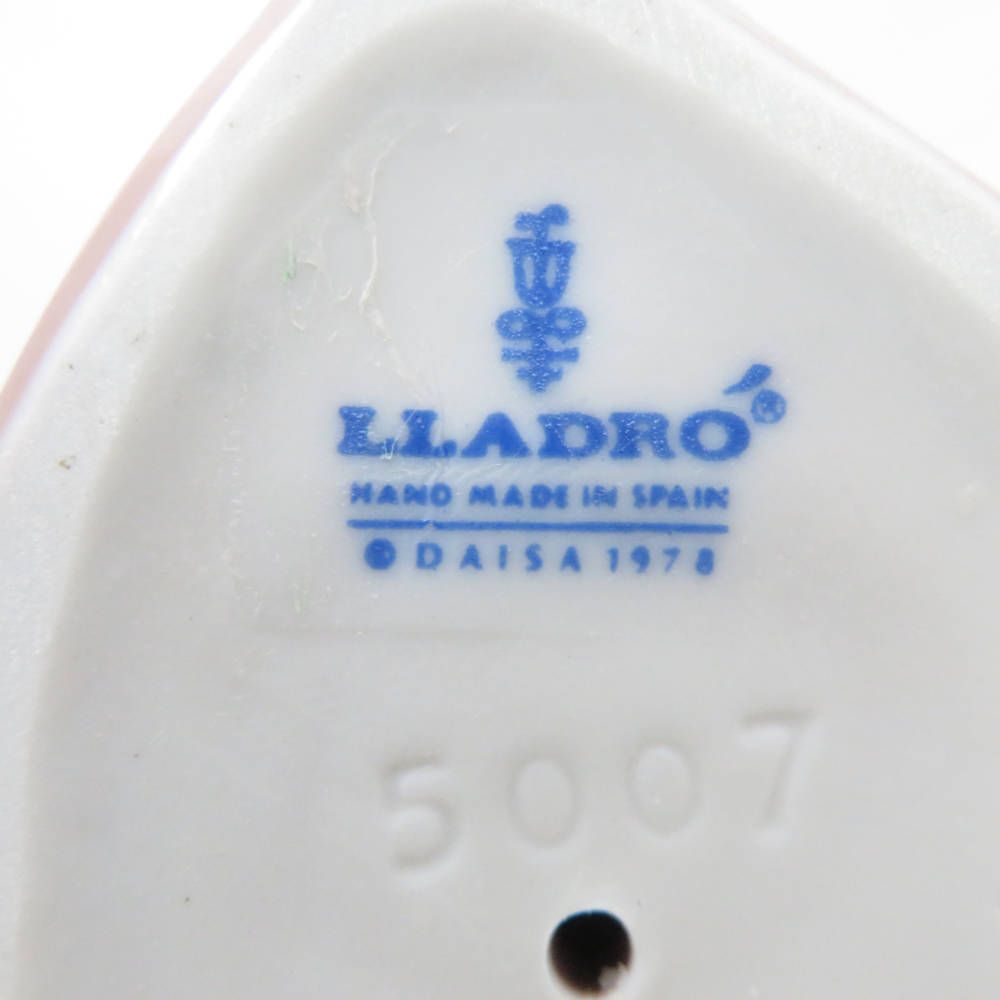 LLADRÓ®
HAND MADE IN SPAIN
© DAISA 1978
5007